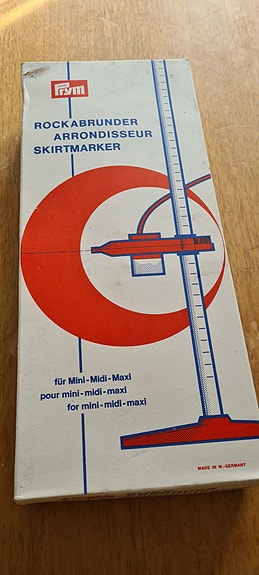 Prym
ROCKABRUNDER
ARRONDISSEUR
SKIRTMARKER
für Mini-Midi-Maxi
pour mini-midi-maxi
for mini-midi-maxi
MADE IN W.-GERMANY